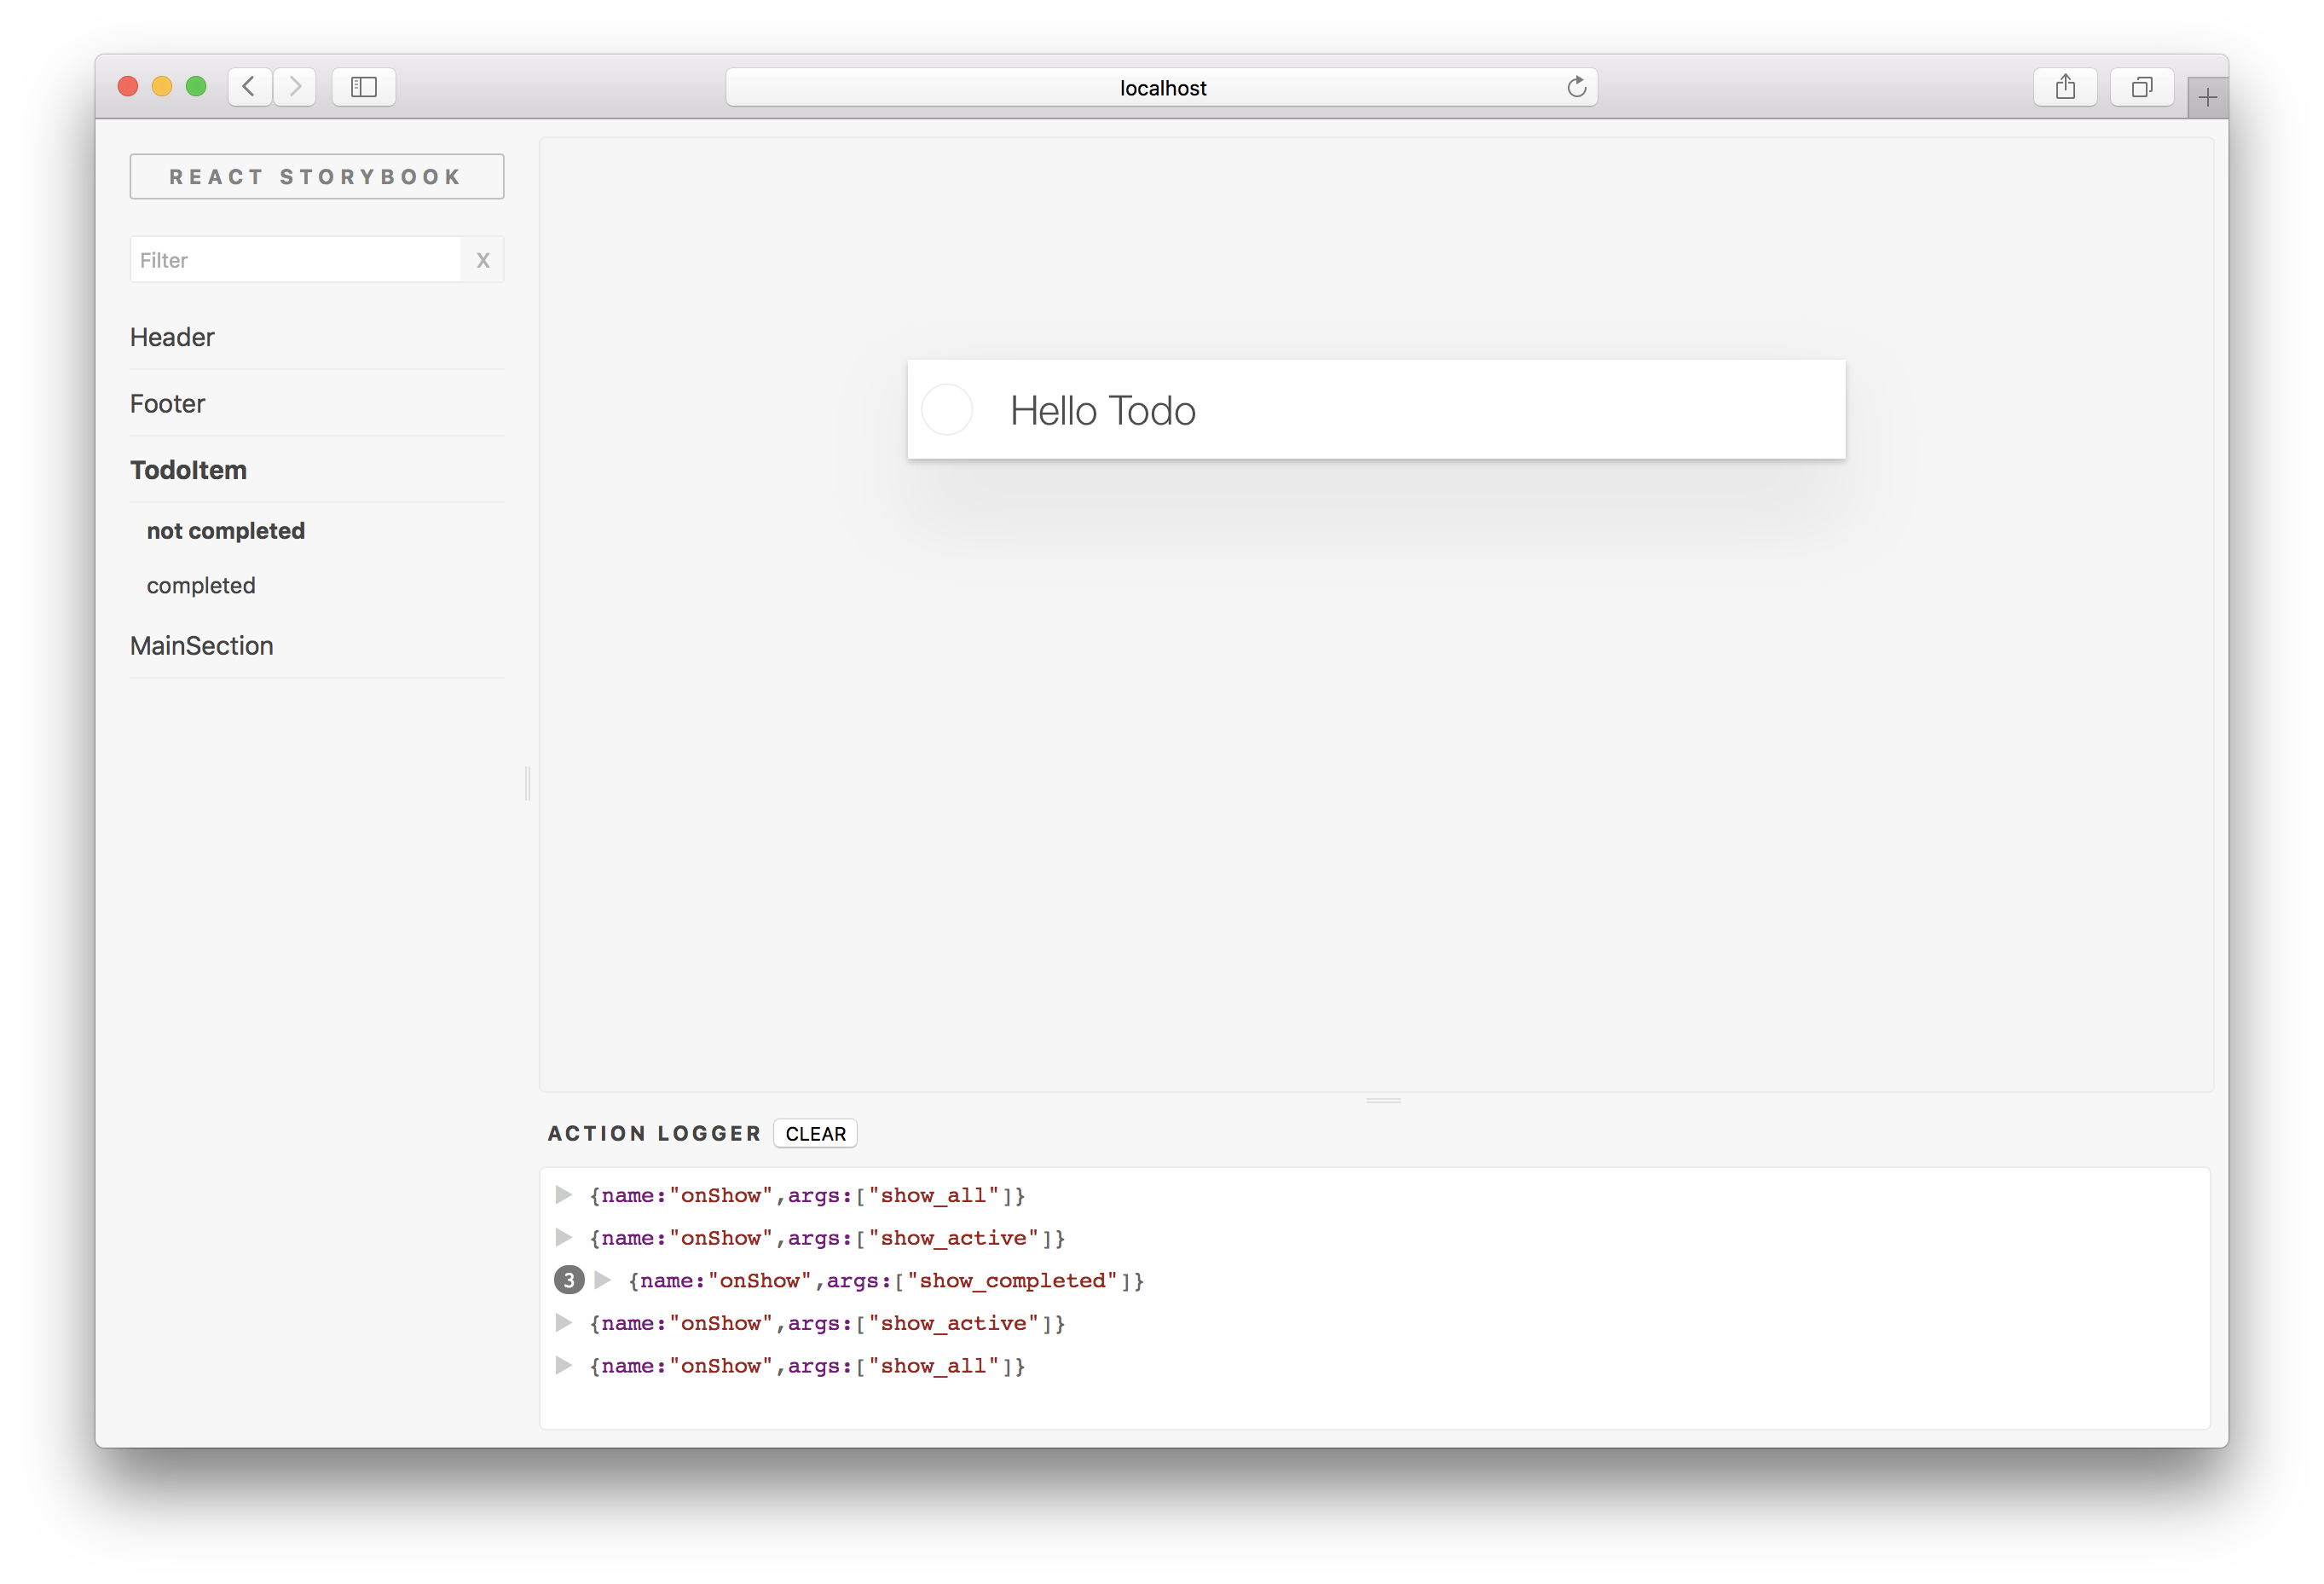 localhost
REACT STORYBOOK
Filter X
Header
Footer
TodoItem
not completed
completed
MainSection
Hello Todo
ACTION LOGGER CLEAR
{name:"onShow",args:["show_all"]}
{name:"onShow",args:["show_active"]}
3 {name:"onShow",args:["show_completed"]}
{name:"onShow",args:["show_active"]}
{name:"onShow",args:["show_all"]}